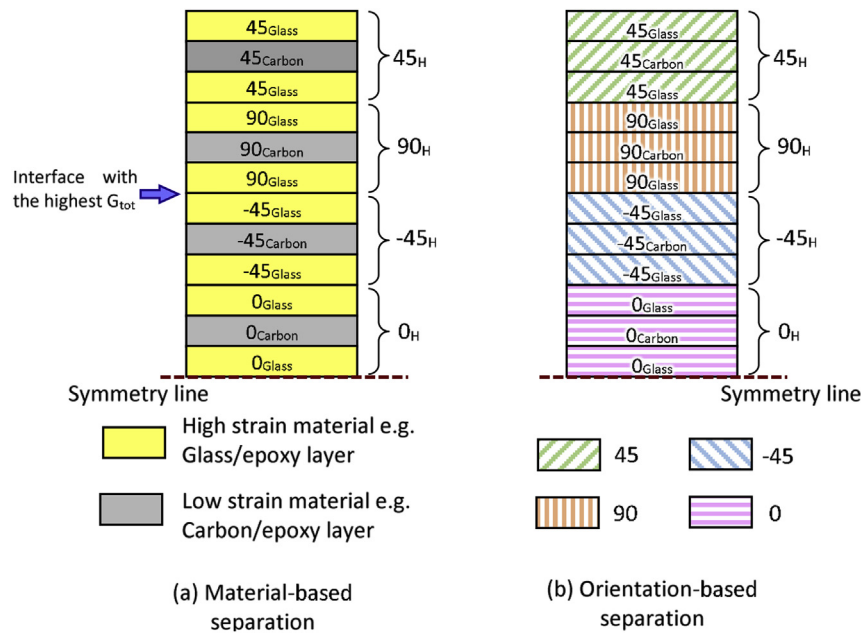 45Glass
45Carbon
45Glass
45H
90Glass
90Carbon
90Glass
90H
Interface with
the highest Gtot
-45Glass
-45Carbon
-45Glass
-45H
0Glass
0Carbon
0Glass
0H
Symmetry line
High strain material e.g.
Glass/epoxy layer
Low strain material e.g.
Carbon/epoxy layer
(a) Material-based
separation
45Glass
45Carbon
45Glass
45H
90Glass
90Carbon
90Glass
90H
-45Glass
-45Carbon
-45Glass
-45H
0Glass
0Carbon
0Glass
0H
Symmetry line
45
-45
90
0
(b) Orientation-based
separation